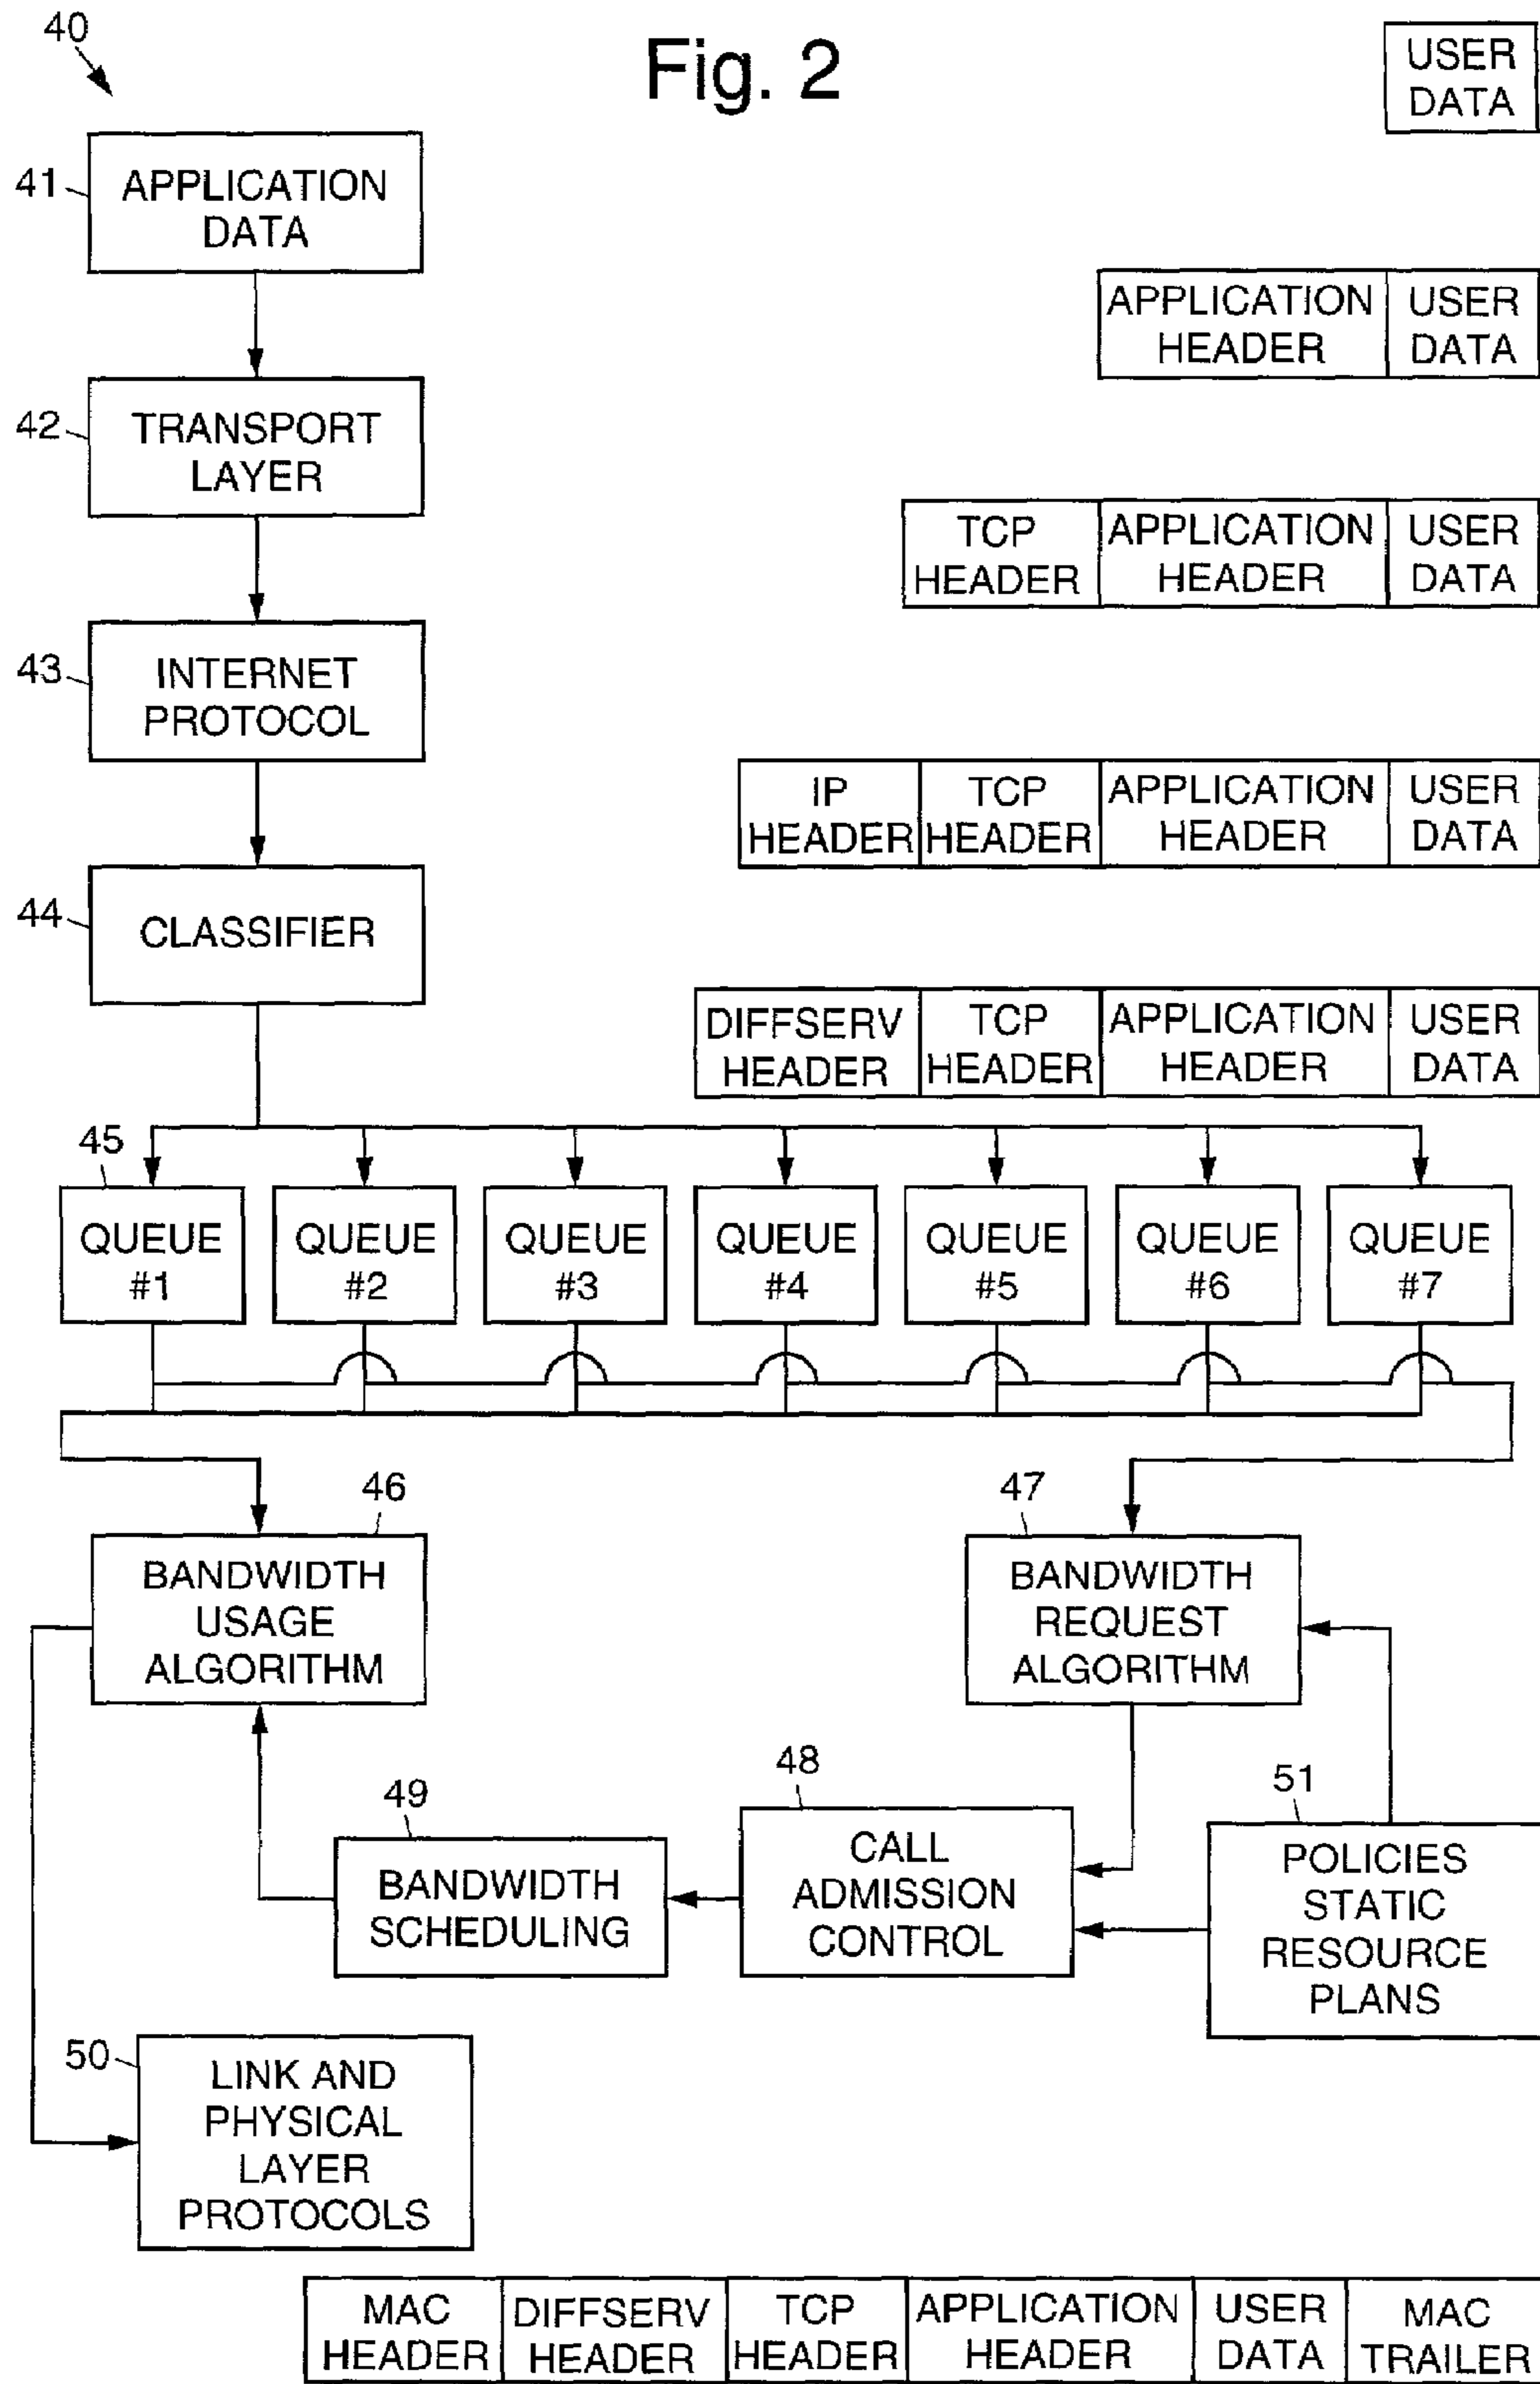 40
Fig. 2
USER
DATA
41
APPLICATION
DATA
APPLICATION
HEADER
USER
DATA
42
TRANSPORT
LAYER
TCP
HEADER
APPLICATION
HEADER
USER
DATA
43
INTERNET
PROTOCOL
IP
HEADER
TCP
HEADER
APPLICATION
HEADER
USER
DATA
44
CLASSIFIER
DIFFSERV
HEADER
TCP
HEADER
APPLICATION
HEADER
USER
DATA
45
QUEUE
#1
QUEUE
#2
QUEUE
#3
QUEUE
#4
QUEUE
#5
QUEUE
#6
QUEUE
#7
46
BANDWIDTH
USAGE
ALGORITHM
47
BANDWIDTH
REQUEST
ALGORITHM
49
BANDWIDTH
SCHEDULING
48
CALL
ADMISSION
CONTROL
51
POLICIES
STATIC
RESOURCE
PLANS
50
LINK AND
PHYSICAL
LAYER
PROTOCOLS
MAC
HEADER
DIFFSERV
HEADER
TCP
HEADER
APPLICATION
HEADER
USER
DATA
MAC
TRAILER